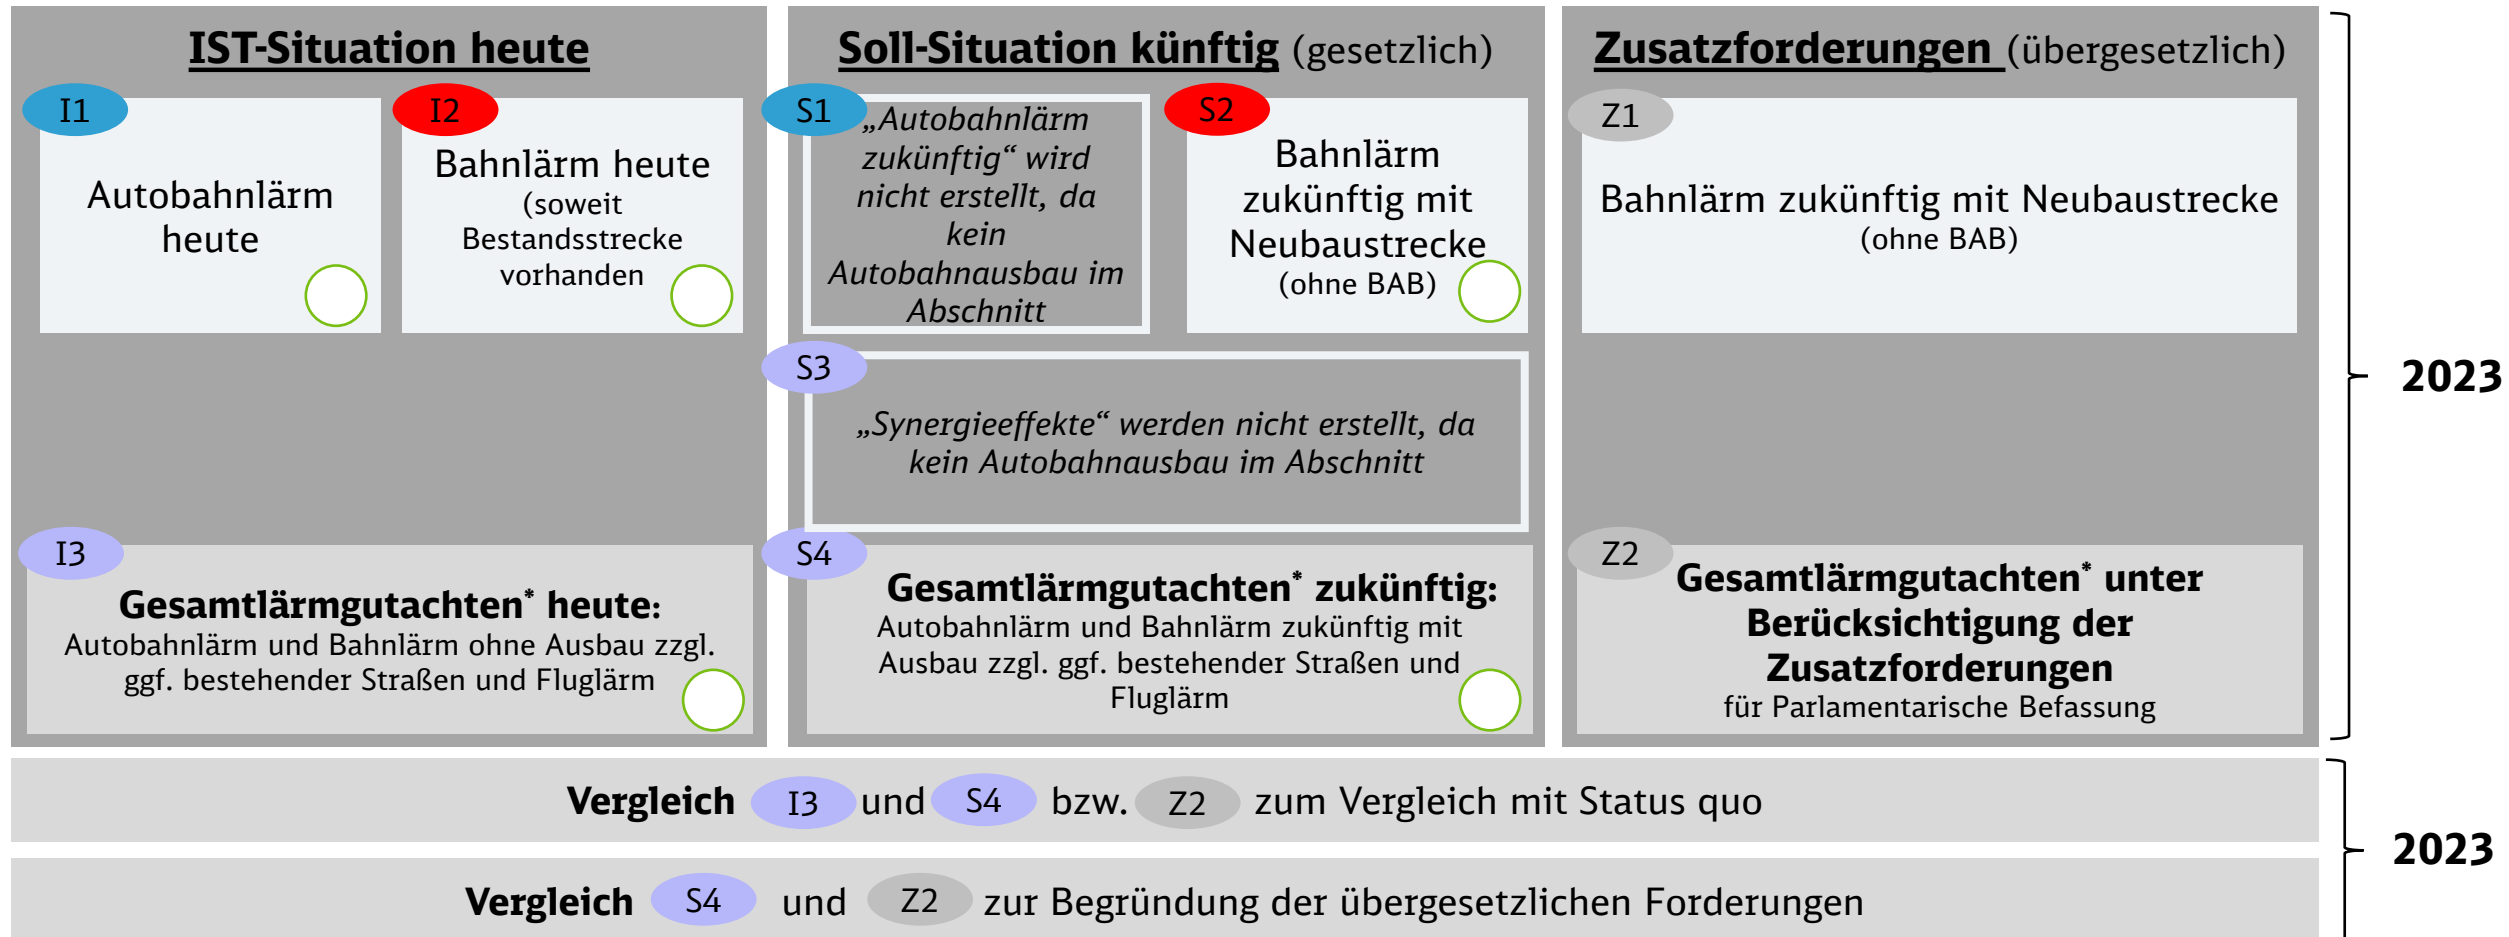 IST-Situation heute
I1
Autobahnlärm
heute
I2
Bahnlärm heute
(soweit
Bestandsstrecke
vorhanden
I3
Gesamtlärmgutachten* heute:
Autobahnlärm und Bahnlärm ohne Ausbau zzgl.
ggf. bestehender Straßen und Fluglärm
Soll-Situation künftig (gesetzlich)
S1
„Autobahnlärm
zukünftig“ wird
nicht erstellt, da
kein
Autobahnausbau im
Abschnitt
S2
Bahnlärm
zukünftig mit
Neubaustrecke
(ohne BAB)
S3
„Synergieeffekte“ werden nicht erstellt, da
kein Autobahnausbau im Abschnitt
S4
Gesamtlärmgutachten* zukünftig:
Autobahnlärm und Bahnlärm zukünftig mit
Ausbau zzgl. ggf. bestehender Straßen und
Fluglärm
Zusatzforderungen (übergesetzlich)
Z1
Bahnlärm zukünftig mit Neubaustrecke
(ohne BAB)
Z2
Gesamtlärmgutachten* unter
Berücksichtigung der
Zusatzforderungen
für Parlamentarische Befassung
2023
Vergleich I3 und S4 bzw. Z2 zum Vergleich mit Status quo
Vergleich S4 und Z2 zur Begründung der übergesetzlichen Forderungen
2023